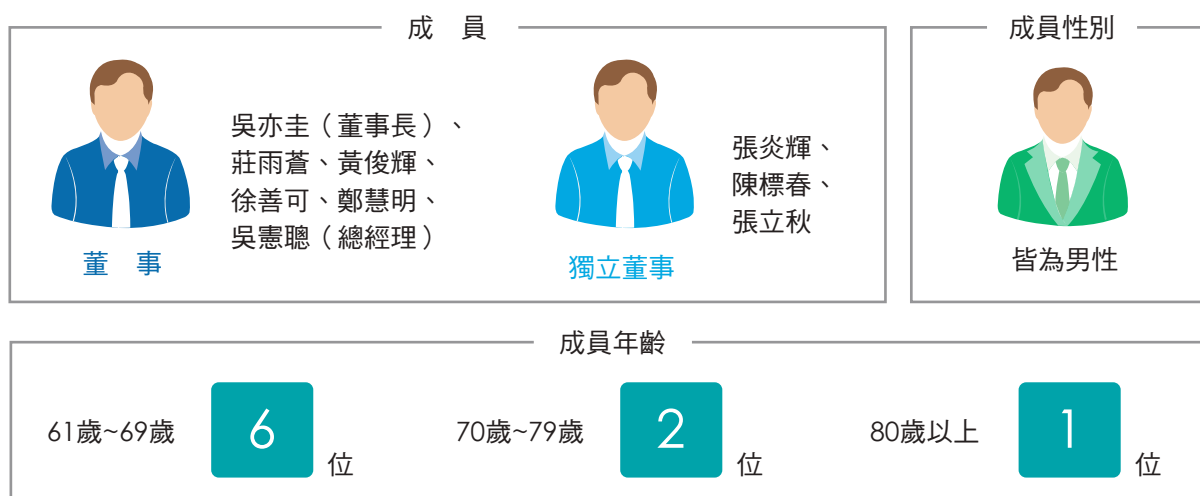 成 員
吳亦圭（董事長）、
莊雨蒼、黃俊輝、
徐善可、鄭慧明、
吳憲聰（總經理）
董 事
張炎輝、
陳標春、
張立秋
獨立董事
成員性別
皆為男性
成員年齡
61歲~69歲 6 位
70歲~79歲 2 位
80歲以上 1 位